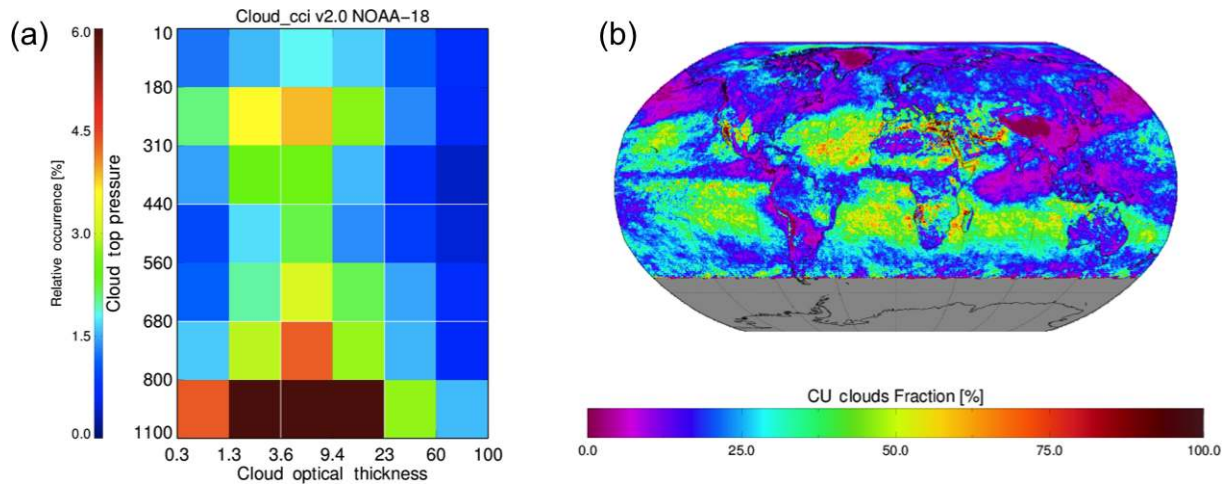 (a)
Cloud_cci v2.0 NOAA-18
6.0
4.5
3.0
1.5
0.0
Relative occurrence [%]
Cloud top pressure
10
180
310
440
560
680
800
1100
0.3 1.3 3.6 9.4 23 60 100
Cloud optical thickness
(b)
CU clouds Fraction [%]
0.0 25.0 50.0 75.0 100.0